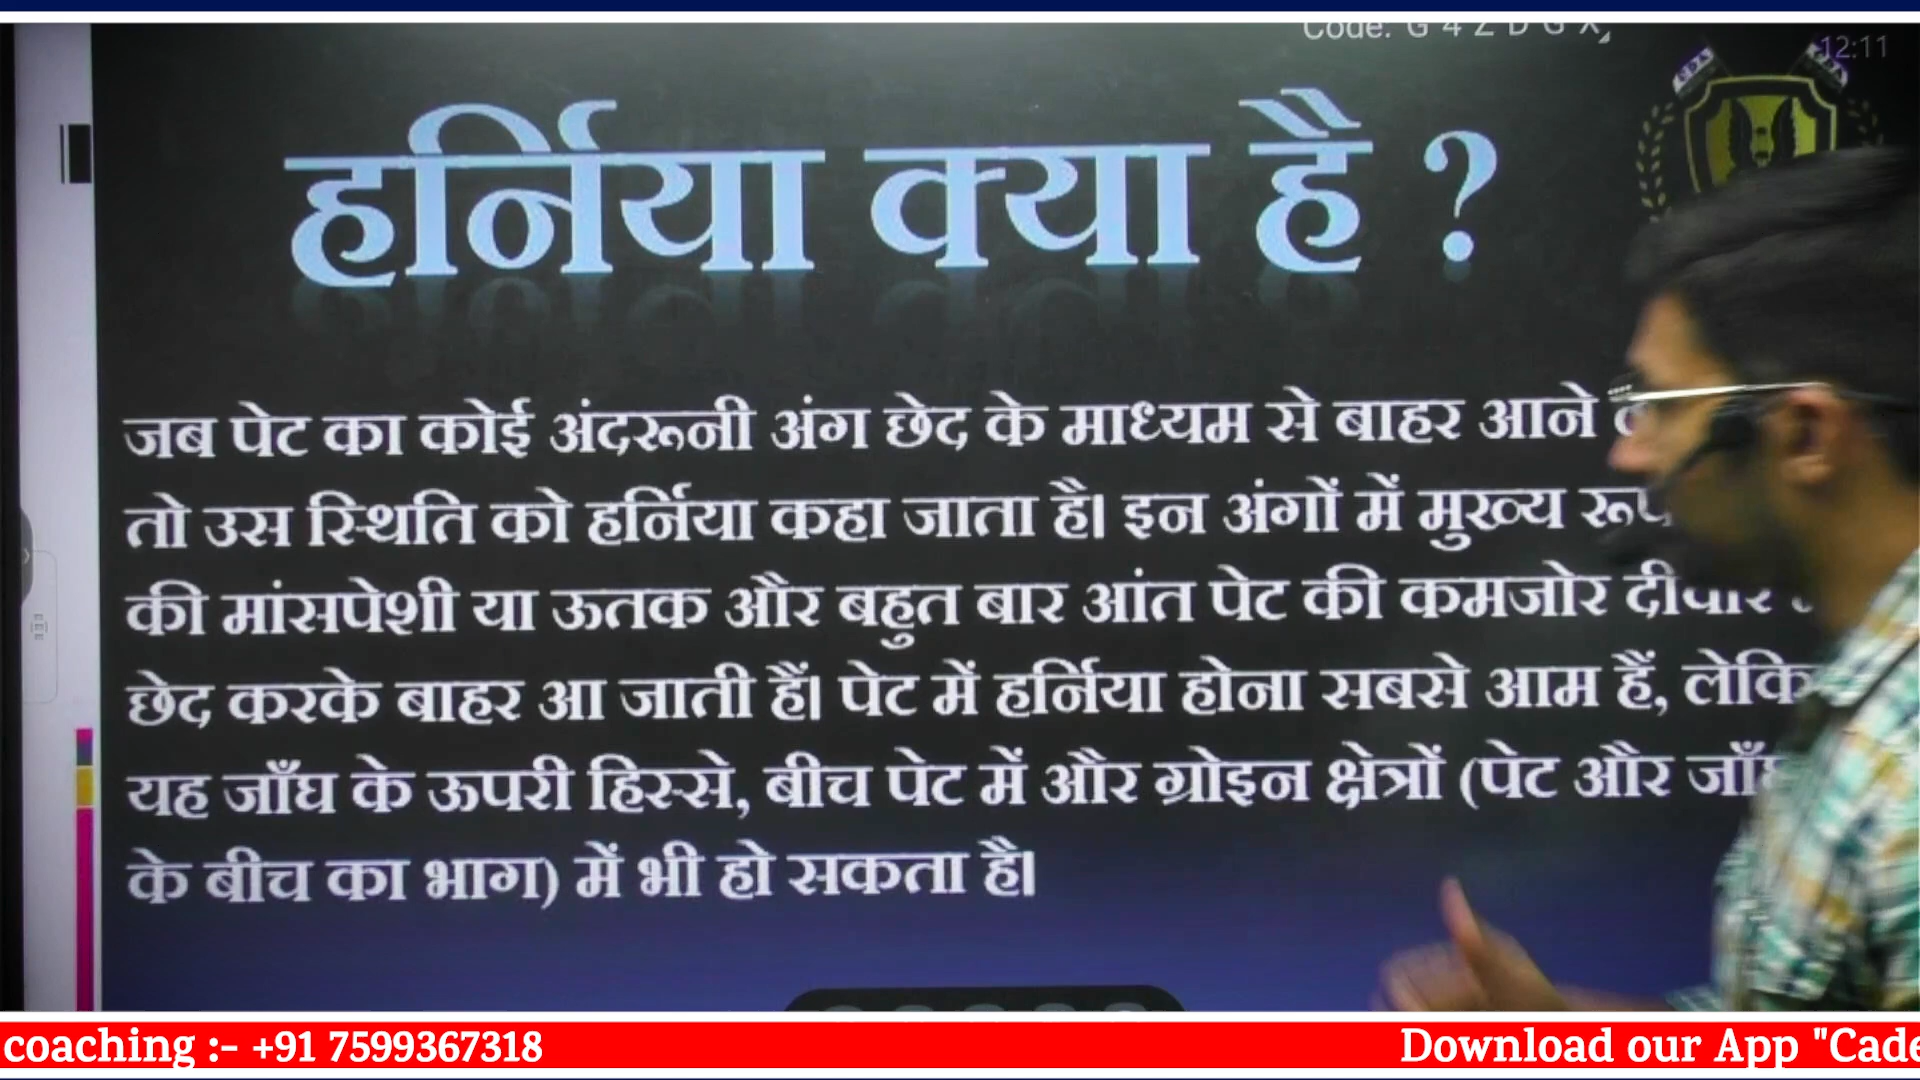 Code: G 4 Z D G X
12:11
हर्निया क्या है ?
जब पेट का कोई अंदरूनी अंग छेद के माध्यम से बाहर आने
तो उस स्थिति को हर्निया कहा जाता है। इन अंगों में मुख्य रूप
की मांसपेशी या ऊतक और बहुत बार आंत पेट की कमजोर दीवार
छेद करके बाहर आ जाती हैं। पेट में हर्निया होना सबसे आम हैं,
यह जाँघ के ऊपरी हिस्से, बीच पेट में और ग्रोइन क्षेत्रों (पेट और
के बीच का भाग) में भी हो सकता है।
coaching :- +91 7599367318
Download our App "Cade